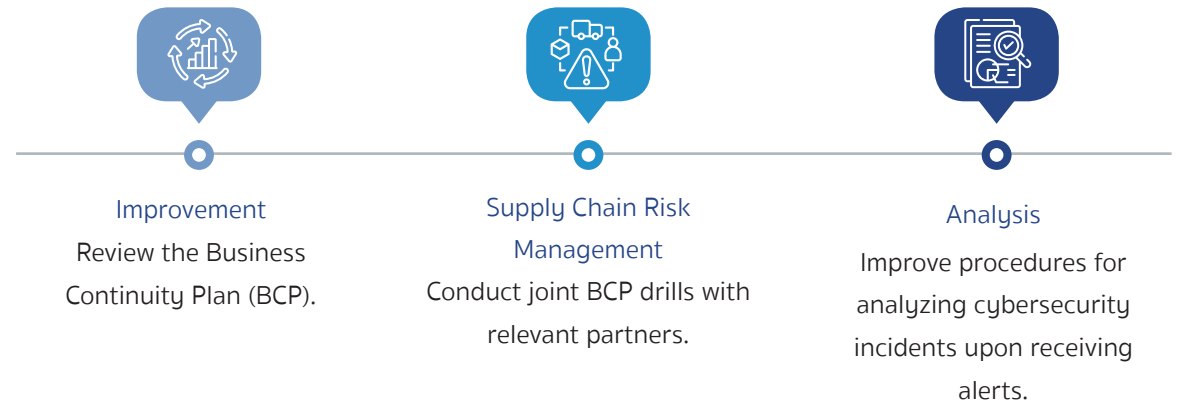 Improvement
Review the Business
Continuity Plan (BCP).
Supply Chain Risk
Management
Conduct joint BCP drills with
relevant partners.
Analysis
Improve procedures for
analyzing cybersecurity
incidents upon receiving
alerts.